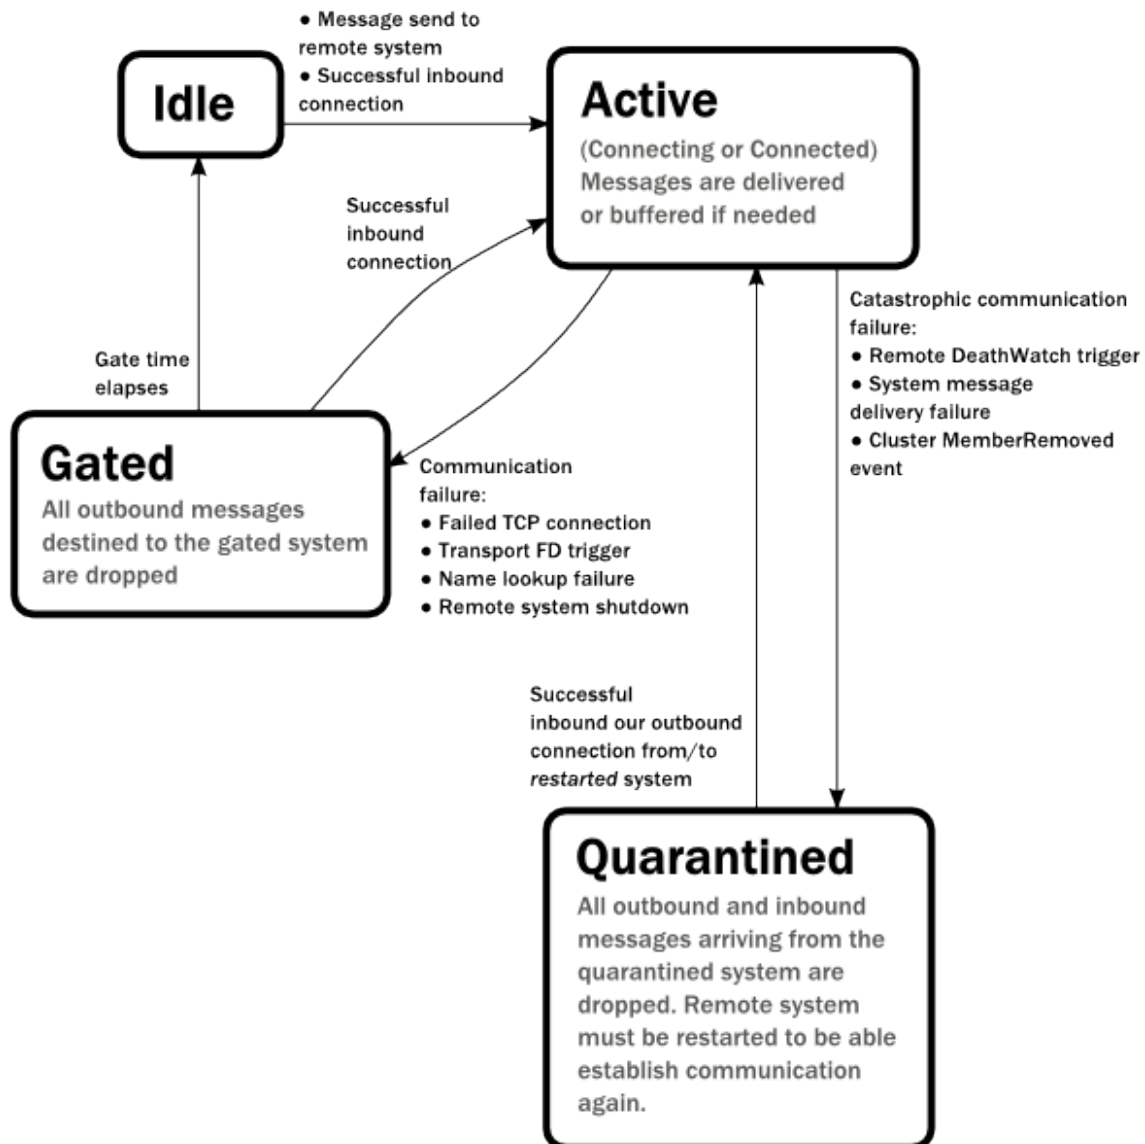 ● Message send to
remote system
● Successful inbound
connection
Idle
Active
(Connecting or Connected)
Messages are delivered
or buffered if needed
Successful
inbound
connection
Gate time
elapses
Catastrophic communication
failure:
● Remote DeathWatch trigger
● System message
delivery failure
● Cluster MemberRemoved
event
Gated
All outbound messages
destined to the gated system
are dropped
Communication
failure:
● Failed TCP connection
● Transport FD trigger
● Name lookup failure
● Remote system shutdown
Successful
inbound our outbound
connection from/to
restarted system
Quarantined
All outbound and inbound
messages arriving from the
quarantined system are
dropped. Remote system
must be restarted to be able
establish communication
again.